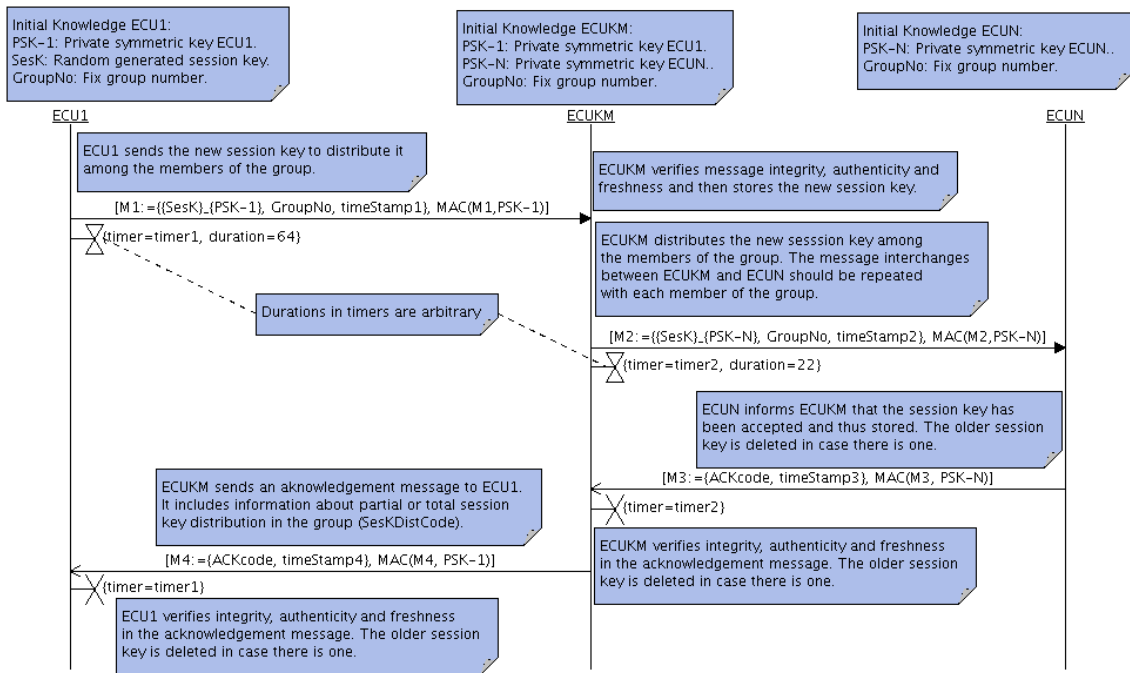 Initial Knowledge ECU1:
PSK-1: Private symmetric key ECU1.
SesK: Random generated session key.
GroupNo: Fix group number.
Initial Knowledge ECUKM:
PSK-1: Private symmetric key ECU1.
PSK-N: Private symmetric key ECUN..
GroupNo: Fix group number.
Initial Knowledge ECUN:
PSK-N: Private symmetric key ECUN..
GroupNo: Fix group number.
ECU1
ECUKM
ECUN
ECU1 sends the new session key to distribute it
among the members of the group.
ECUKM verifies message integrity, authenticity and
freshness and then stores the new session key.
[M1:={{SesK}_{PSK-1}, GroupNo, timeStamp1}, MAC(M1,PSK-1)]
{timer=timer1, duration=64}
ECUKM distributes the new sesssion key among
the members of the group. The message interchanges
between ECUKM and ECUN should be repeated
with each member of the group.
Durations in timers are arbitrary
[M2:={{SesK}_{PSK-N}, GroupNo, timeStamp2}, MAC(M2,PSK-N)]
{timer=timer2, duration=22}
ECUN informs ECUKM that the session key has
been accepted and thus stored. The older session
key is deleted in case there is one.
[M3:={ACKcode, timeStamp3}, MAC(M3, PSK-N)]
{timer=timer2}
ECUKM sends an aknowledgement message to ECU1.
It includes information about partial or total session
key distribution in the group (SesKDistCode).
ECUKM verifies integrity, authenticity and freshness
in the acknowledgement message. The older session
key is deleted in case there is one.
[M4:={ACKcode, timeStamp4}, MAC(M4, PSK-1)]
{timer=timer1}
ECU1 verifies integrity, authenticity and freshness
in the acknowledgement message. The older session
key is deleted in case there is one.